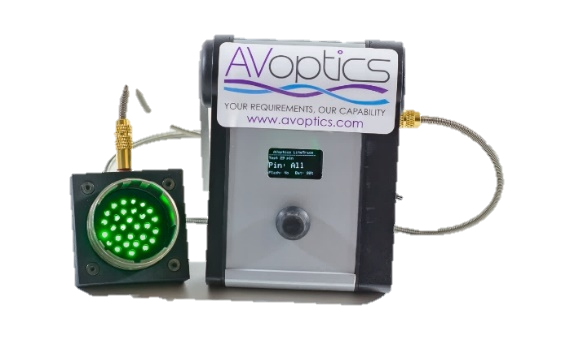 AVoptics
YOUR REQUIREMENTS, OUR CAPABILITY
www.avoptics.com
Pin: All